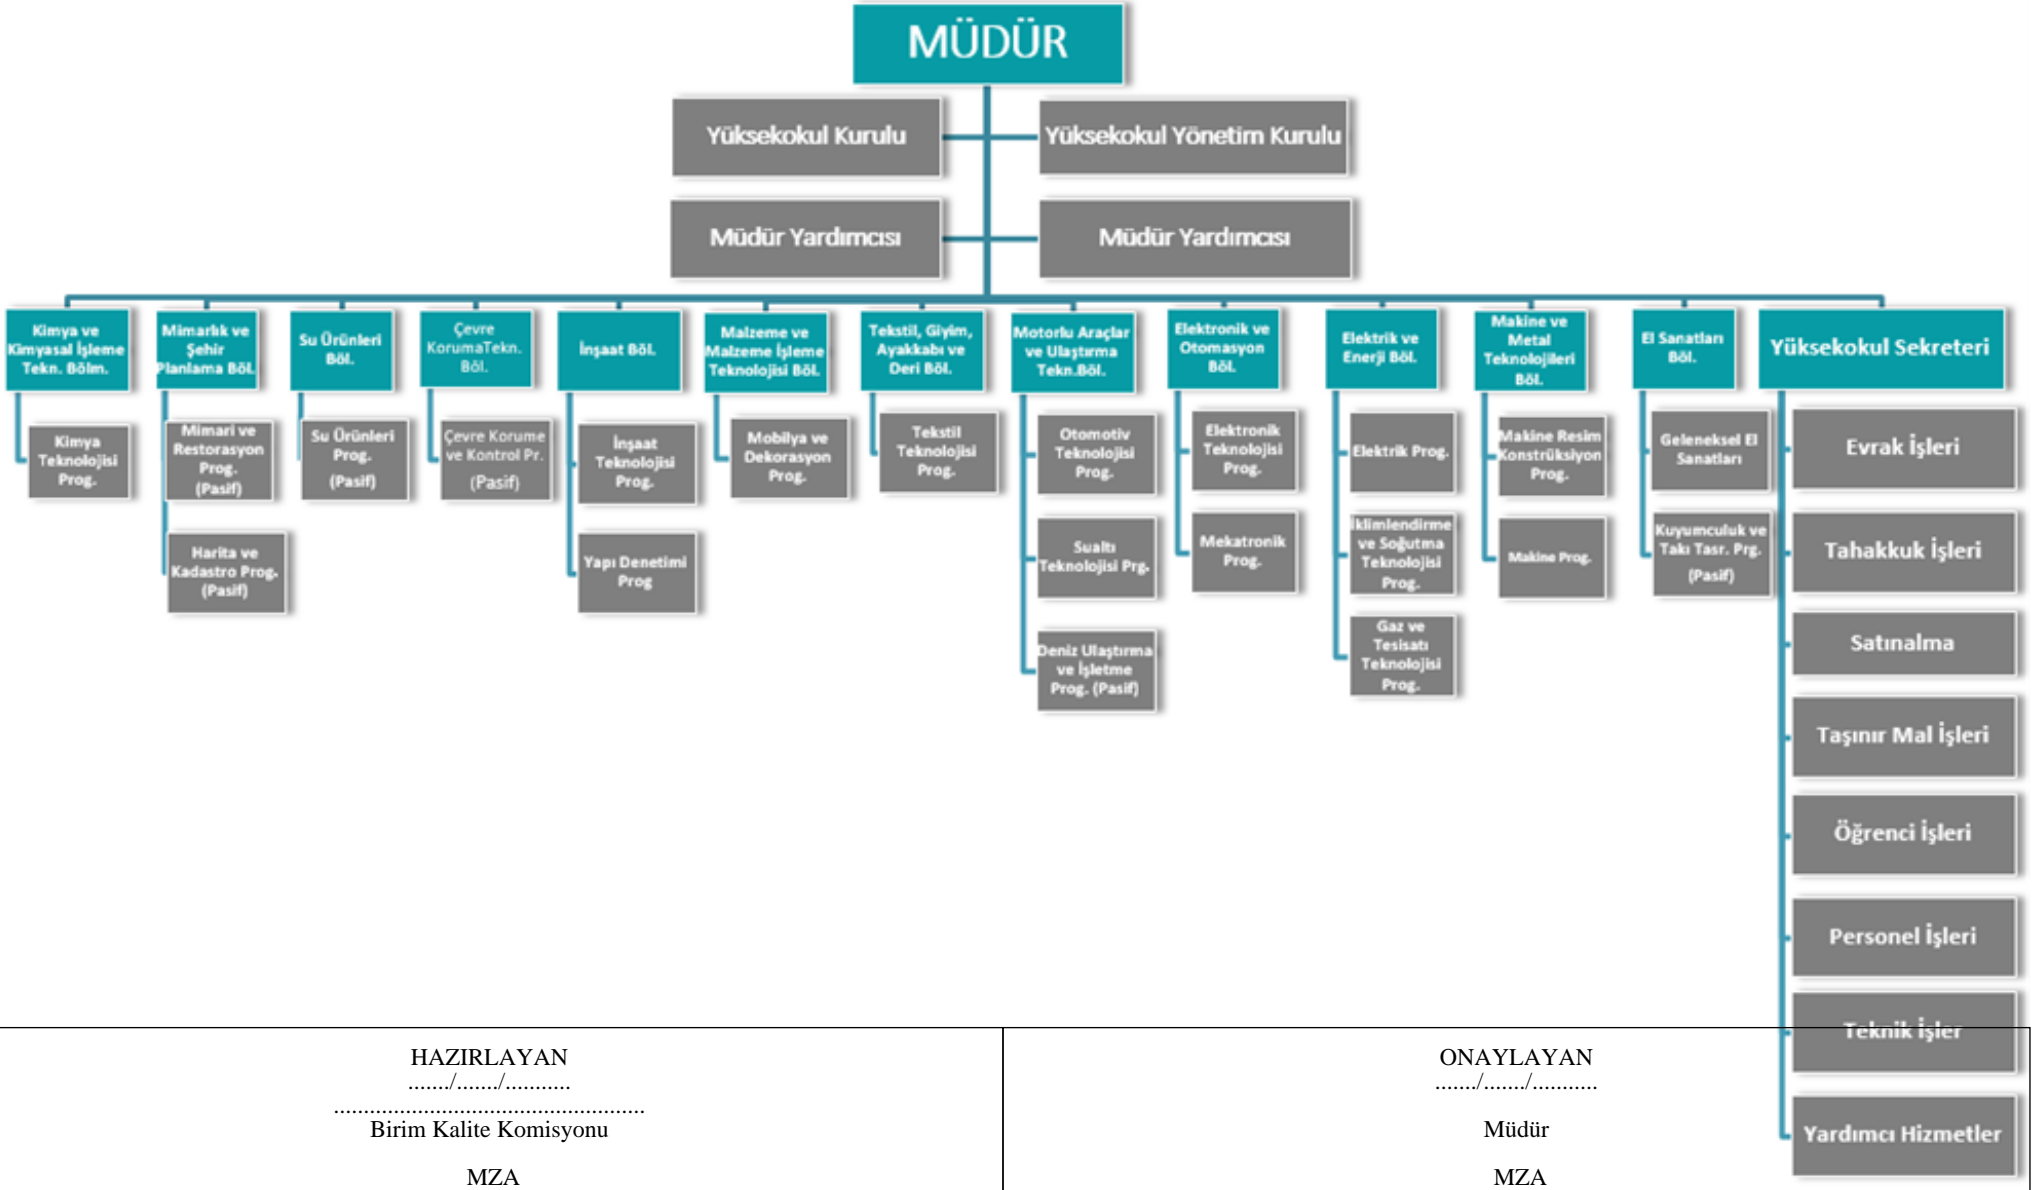 MÜDÜR
Yüksekokul Kurulu
Yüksekokul Yönetim Kurulu
Müdür Yardımcısı
Müdür Yardımcısı
Kimya ve
Kimyasal İşleme
Tekn. Bölm.
Mimarlık ve
Şehir
Planlama Böl.
Su Ürünleri
Böl.
Çevre
KorumaTekn.
Böl.
İnşaat Böl.
Malzeme ve
Malzeme İşleme
Teknolojisi Böl.
Tekstil, Giyim,
Ayakkabı ve
Deri Böl.
Motorlu Araçlar
ve Ulaştırma
Tekn.Böl.
Elektronik ve
Otomasyon
Böl.
Elektrik ve
Enerji Böl.
Makine ve
Metal
Teknolojileri
Böl.
El Sanatları
Böl.
Yüksekokul Sekreteri
Kimya
Teknolojisi
Prog.
Mimari ve
Restorasyon
Prog.
(Pasif)
Harita ve
Kadastro Prog.
(Pasif)
Su Ürünleri
Prog.
(Pasif)
Çevre Korume
ve Kontrol Pr.
(Pasif)
İnşaat
Teknolojisi
Prog.
Yapı Denetimi
Prog
Mobilya ve
Dekorasyon
Prog.
Tekstil
Teknolojisi
Prog.
Otomotiv
Teknolojisi
Prog.
Sualtı
Teknolojisi Prg.
Deniz Ulaştırma
ve İşletme
Prog. (Pasif)
Elektronik
Teknolojisi
Prog.
Mekatronik
Prog.
Elektrik Prog.
İklimlendirme
ve Soğutma
Teknolojisi
Prog.
Gaz ve
Tesisatı
Teknolojisi
Prog.
Makine Resim
Konstrüksiyon
Prog.
Makine Prog.
Geleneksel El
Sanatları
Kuyumculuk ve
Takı Tasr. Prg.
(Pasif)
Evrak İşleri
Tahakkuk İşleri
Satınalma
Taşınır Mal İşleri
Öğrenci İşleri
Personel İşleri
Teknik İşler
Yardımcı Hizmetler
HAZIRLAYAN
......./......./...........
....................................................
Birim Kalite Komisyonu
MZA
ONAYLAYAN
......./......./...........
Müdür
MZA